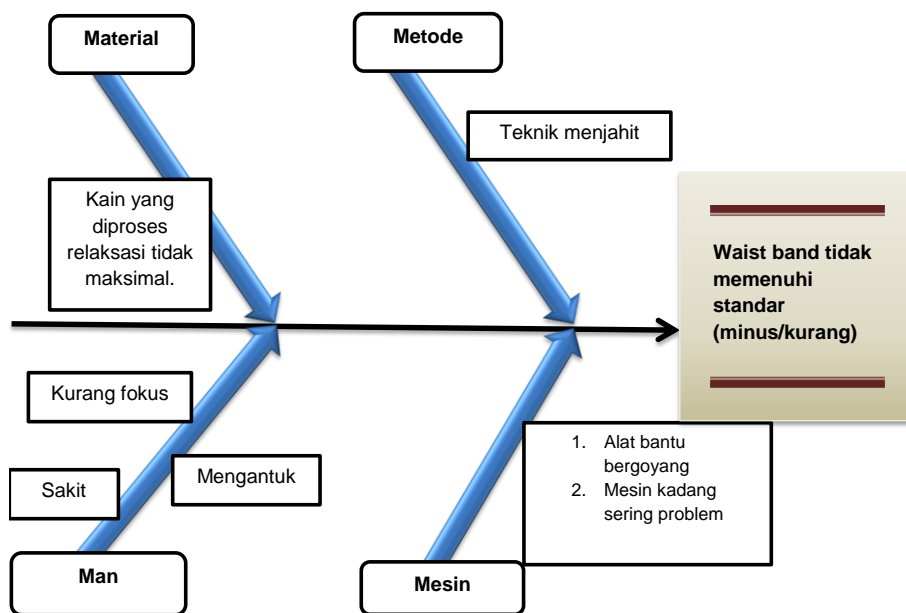 Material
Metode
Teknik menjahit
Kain yang
diproses
relaksasi tidak
maksimal.
Waist band tidak
memenuhi
standar
(minus/kurang)
Kurang fokus
Sakit
Mengantuk
1. Alat bantu
bergoyang
2. Mesin kadang
sering problem
Man
Mesin